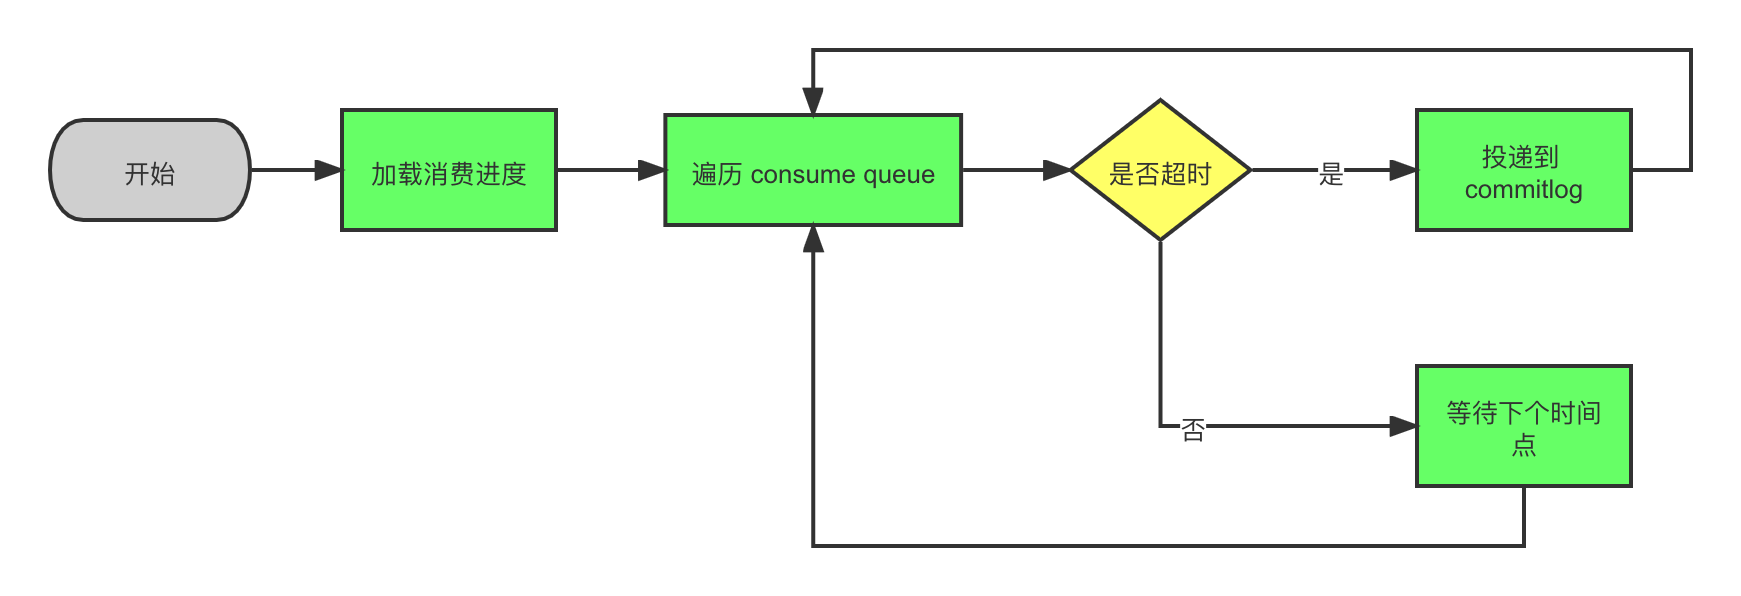 开始
加载消费进度
遍历 consume queue
是否超时
是
投递到
commitlog
否
等待下个时间
点